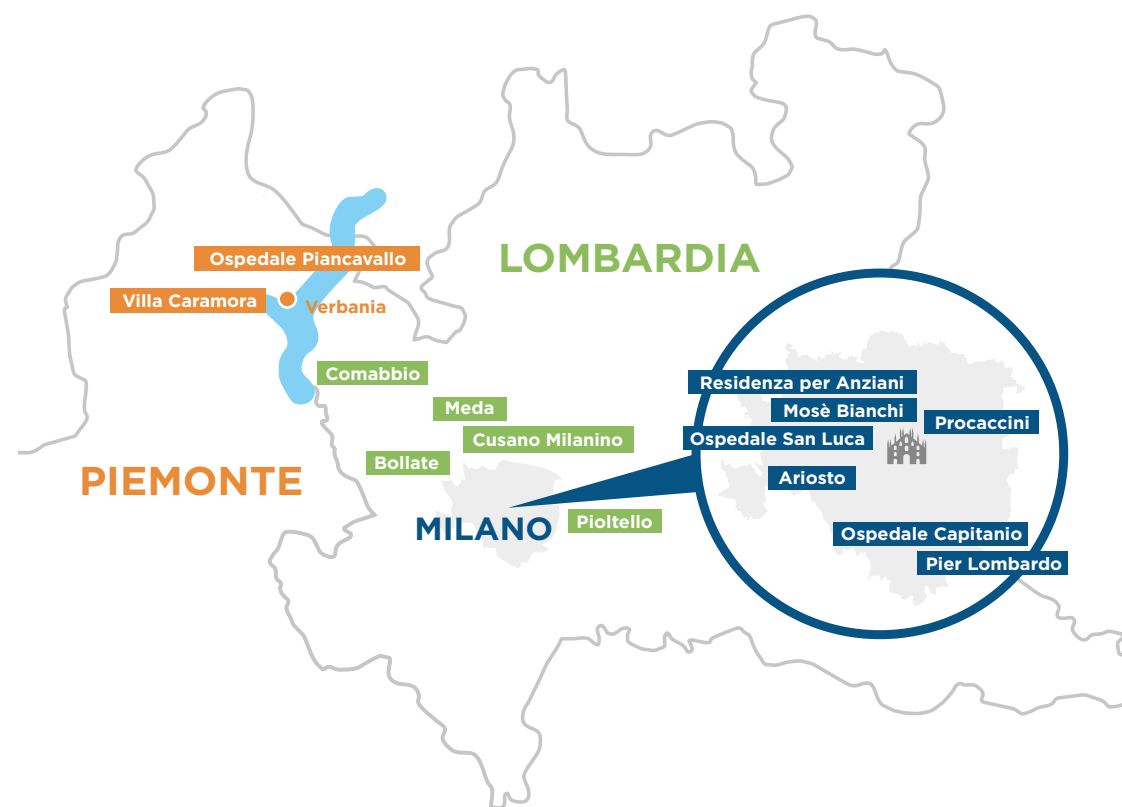 LOMBARDIA
Ospedale Piancavallo
Villa Caramora
Verbania
Comabbio
Meda
Cusano Milanino
Bollate
PIEMONTE
MILANO
Pioltello
Residenza per Anziani
Mosè Bianchi
Procaccini
Ospedale San Luca
Ariosto
Ospedale Capitanio
Pier Lombardo